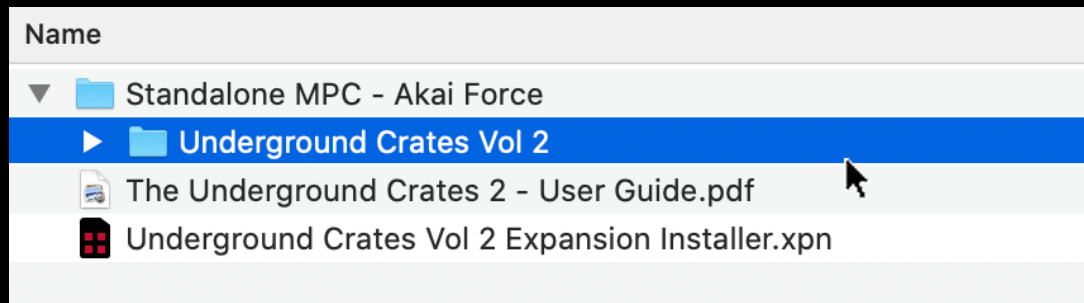 Name
Standalone MPC - Akai Force
Underground Crates Vol 2
The Underground Crates 2 - User Guide.pdf
Underground Crates Vol 2 Expansion Installer.xpn